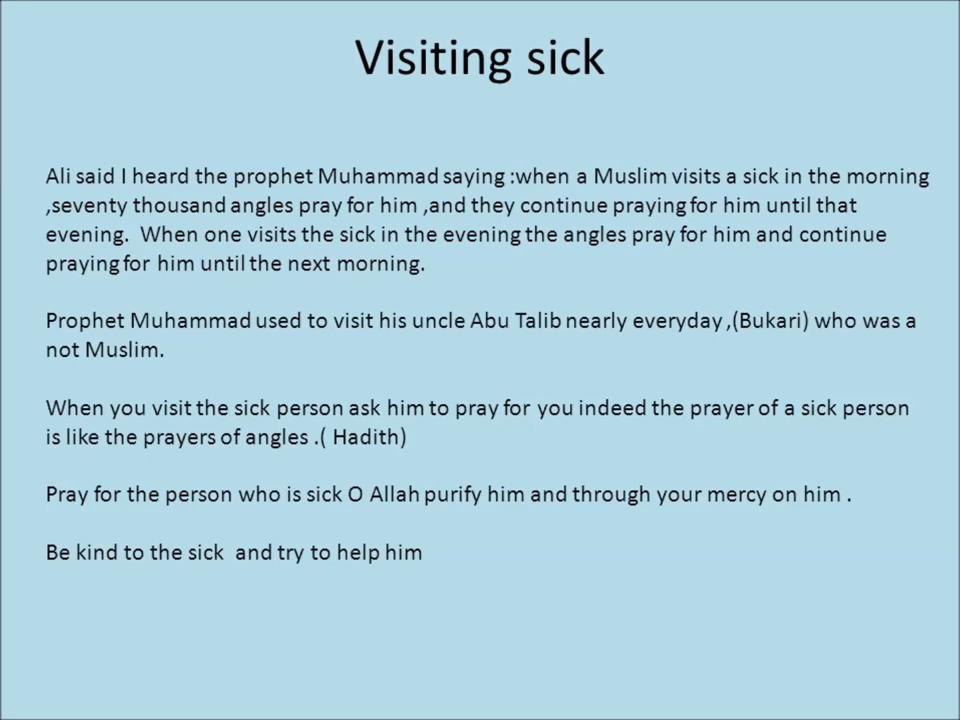 Visiting sick
Ali said I heard the prophet Muhammad saying :when a Muslim visits a sick in the morning
,seventy thousand angles pray for him ,and they continue praying for him until that
evening.  When one visits the sick in the evening the angles pray for him and continue
praying for him until the next morning.
Prophet Muhammad used to visit his uncle Abu Talib nearly everyday ,(Bukari) who was a
not Muslim.
When you visit the sick person ask him to pray for you indeed the prayer of a sick person
is like the prayers of angles .( Hadith)
Pray for the person who is sick O Allah purify him and through your mercy on him .
Be kind to the sick  and try to help him